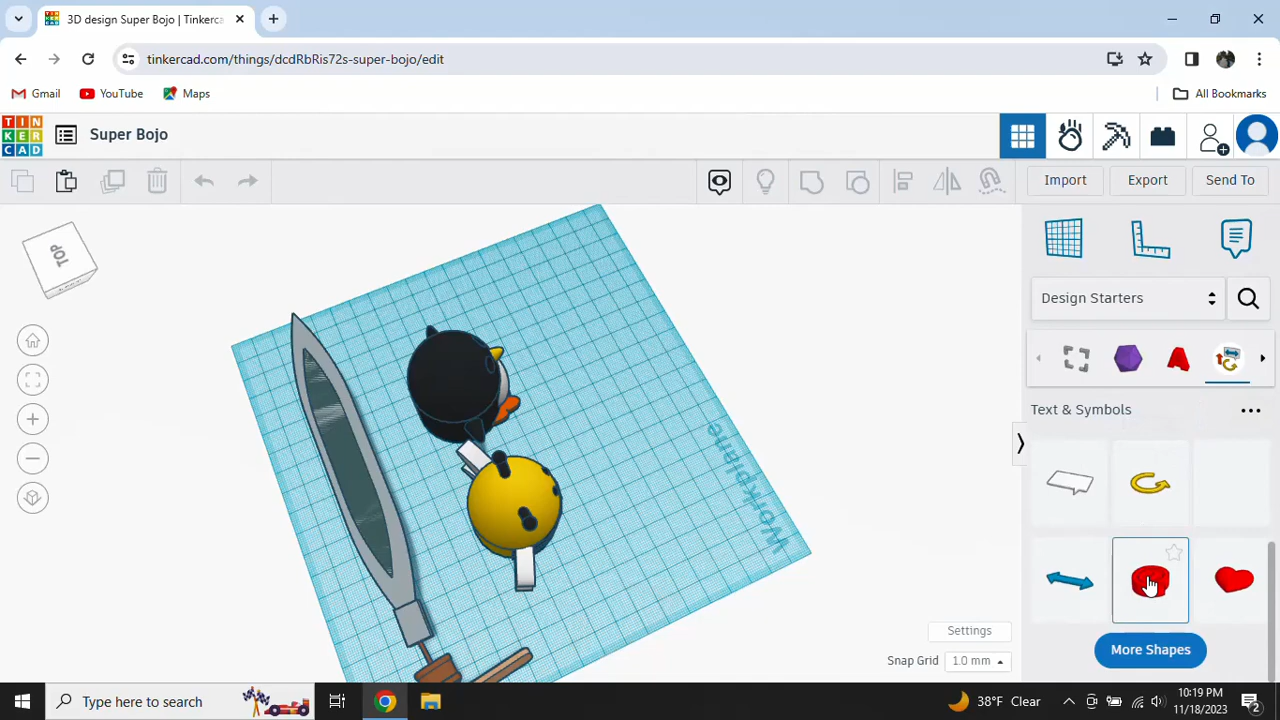 3D design Super Bojo | Tinkerca
tinkercad.com/things/dcdRbRis72s-super-bojo/edit
Gmail
YouTube
Maps
All Bookmarks
TIN
KER
CAD
Super Bojo
Import
Export
Send To
TOP
Design Starters
Text & Symbols
Workplane
Settings
Snap Grid
1.0 mm
More Shapes
Type here to search
38°F Clear
10:19 PM
11/18/2023
2